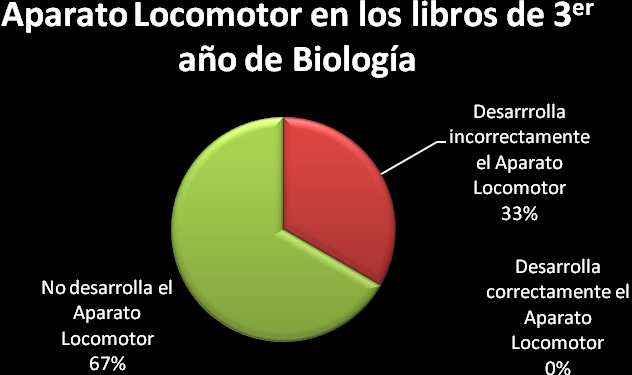 Aparato Locomotor en los libros de 3er
año de Biología
Desarrrolla
incorrectamente
el Aparato
Locomotor
33%
Desarrolla
correctamente el
Aparato
Locomotor
0%
No desarrolla el
Aparato
Locomotor
67%